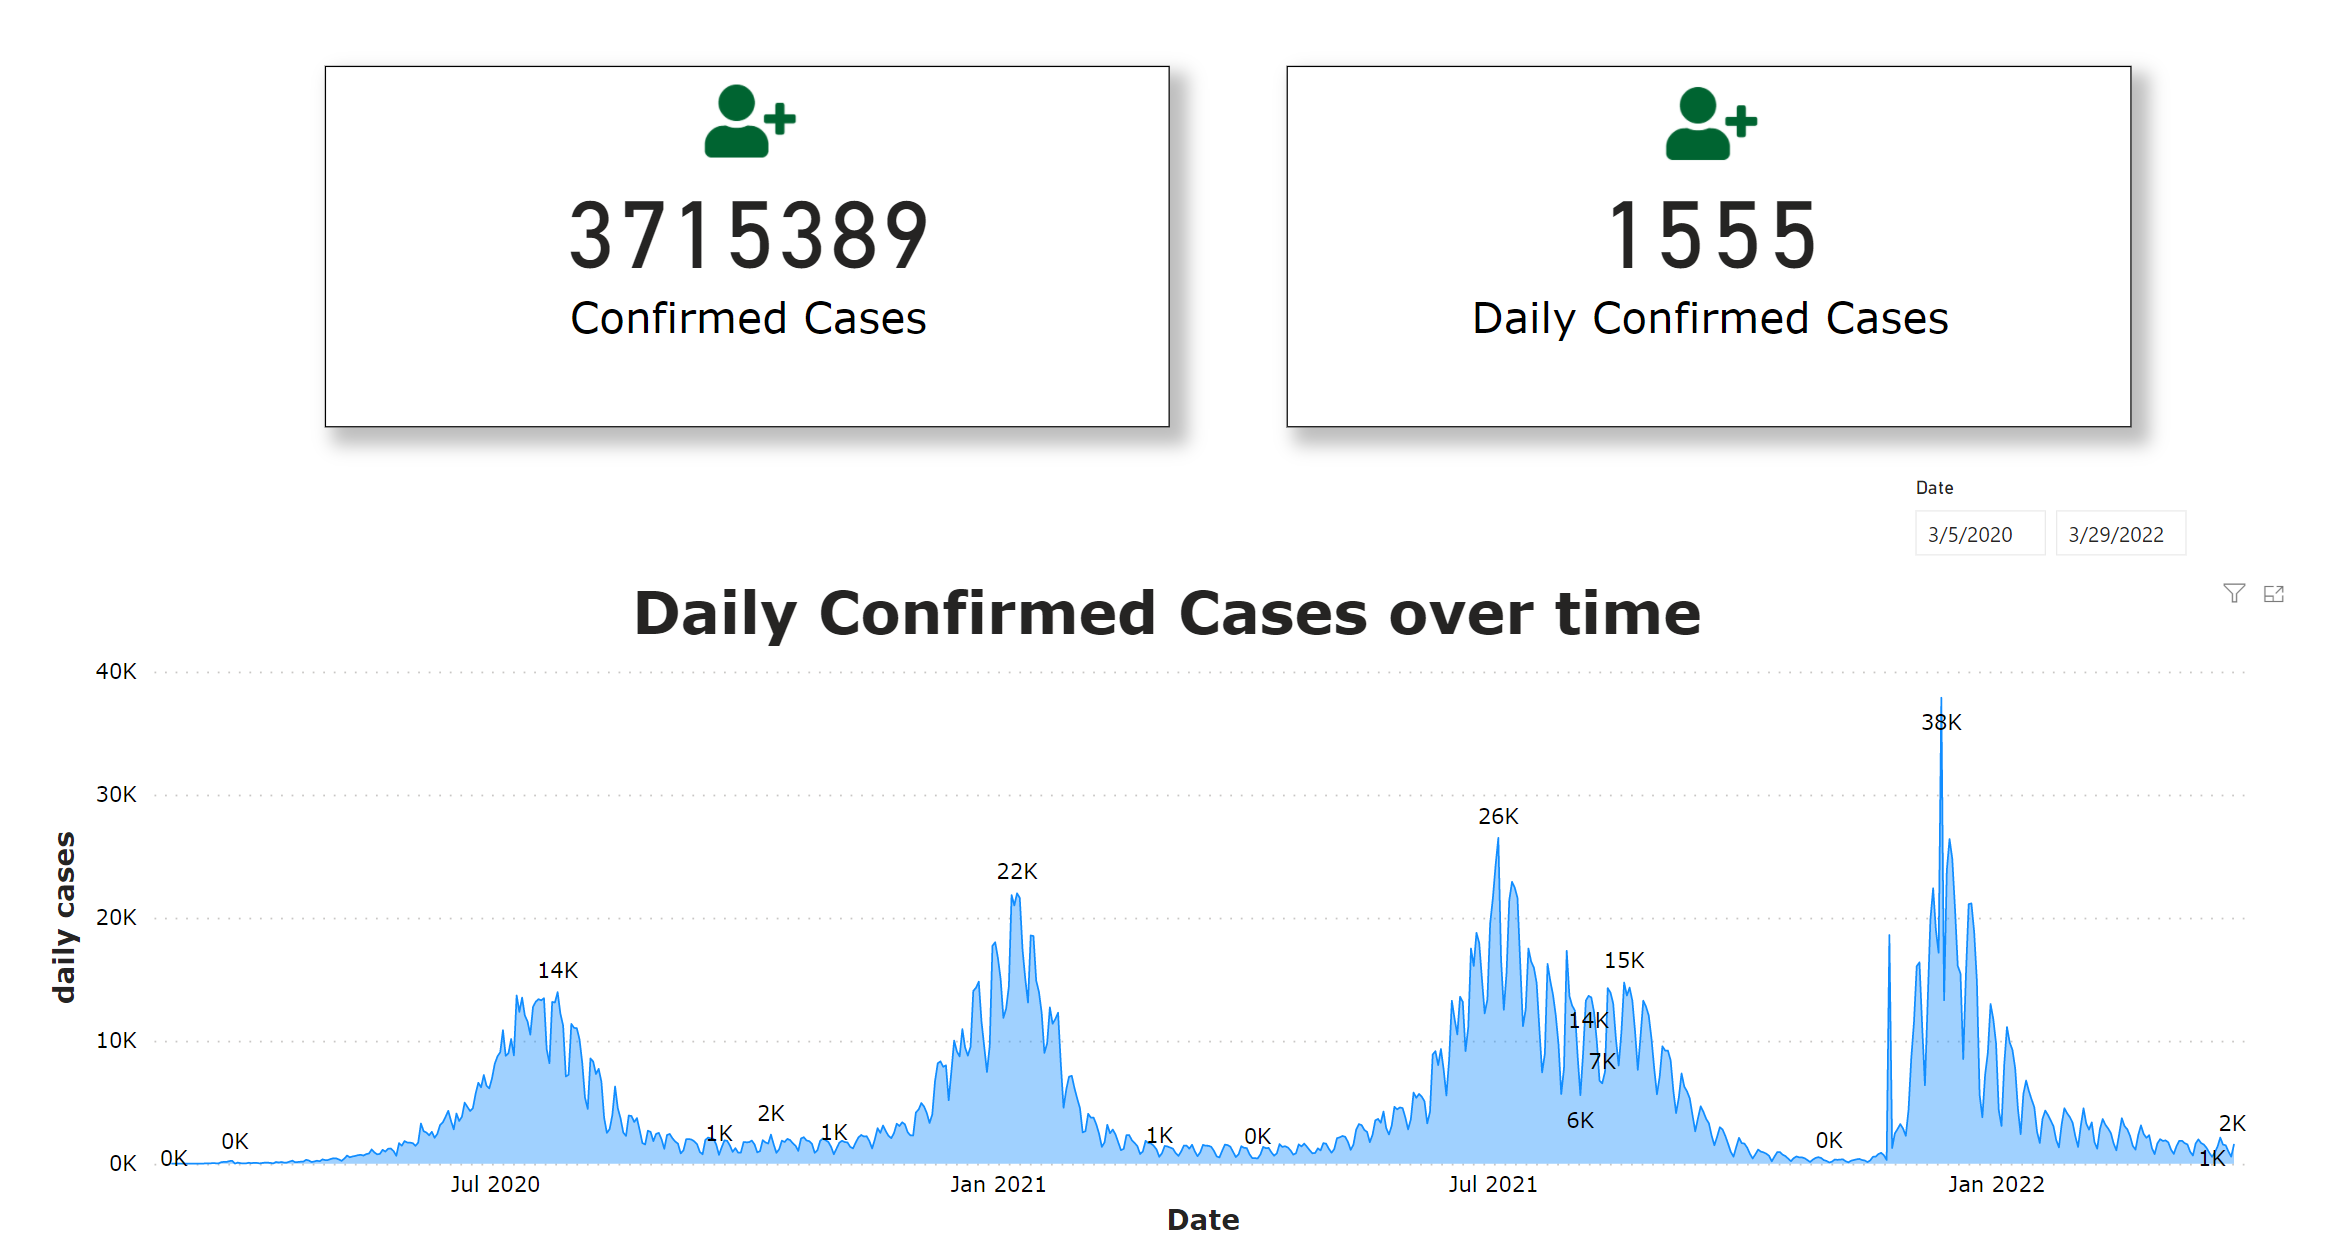 3715389
Confirmed Cases
1555
Daily Confirmed Cases
Date
3/5/2020 3/29/2022
Daily Confirmed Cases over time
daily cases
40K
30K
20K
10K
0K
38K
26K
22K
15K
14K
14K
7K
6K
2K
2K
1K
1K
1K
0K
0K
0K
0K
1K
Jul 2020 Jan 2021 Jul 2021 Jan 2022
Date